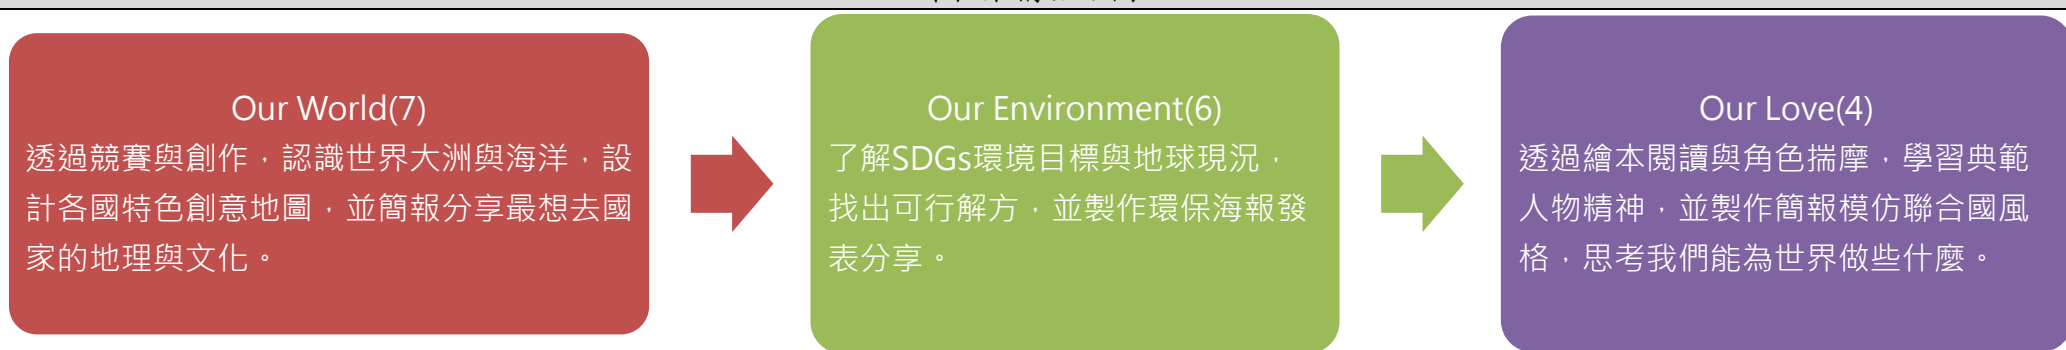 Our World(7)
透過競賽與創作，認識世界大洲與海洋，設
計各國特色創意地圖，並簡報分享最想去國
家的地理與文化。
Our Environment(6)
了解SDGs環境目標與地球現況，
找出可行解方，並製作環保海報發
表分享。
Our Love(4)
透過繪本閱讀與角色揣摩，學習典範
人物精神，並製作簡報模仿聯合國風
格，思考我們能為世界做些什麼。